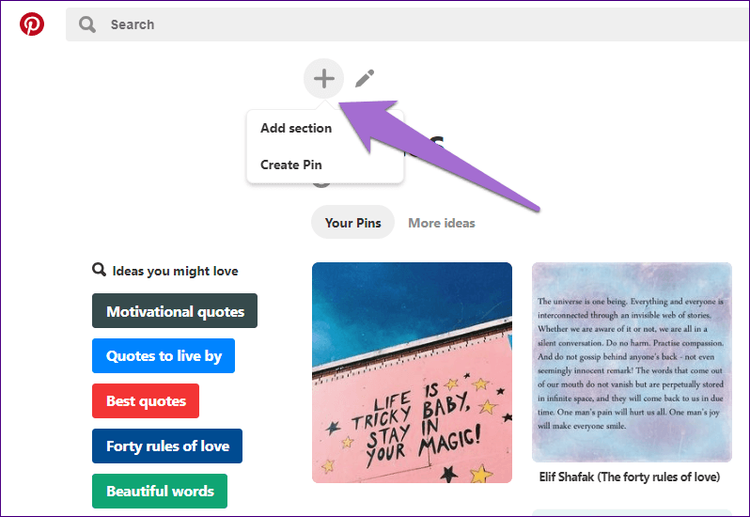 Search
Add section
Create Pin
Your Pins
More ideas
Ideas you might love
Motivational quotes
Quotes to live by
Best quotes
Forty rules of love
Beautiful words
LIFE IS
TRICKY BABY,
STAY IN
YOUR MAGIC!
The universe is one being. Everything and everyone is
interconnected through an invisible web of stories.
Whether we are aware of it or not, we are all in a
silent conversation. Do no harm. Practise compassion.
And do not gossip behind anyone's back - not even
seemingly innocent remark! The words that come out
of our mouth do not vanish but are perpetually stored
in infinite space, and they will come back to us in due
time. One man's pain will hurt us all. One man's joy
will make everyone smile.
Elif Shafak (The forty rules of love)